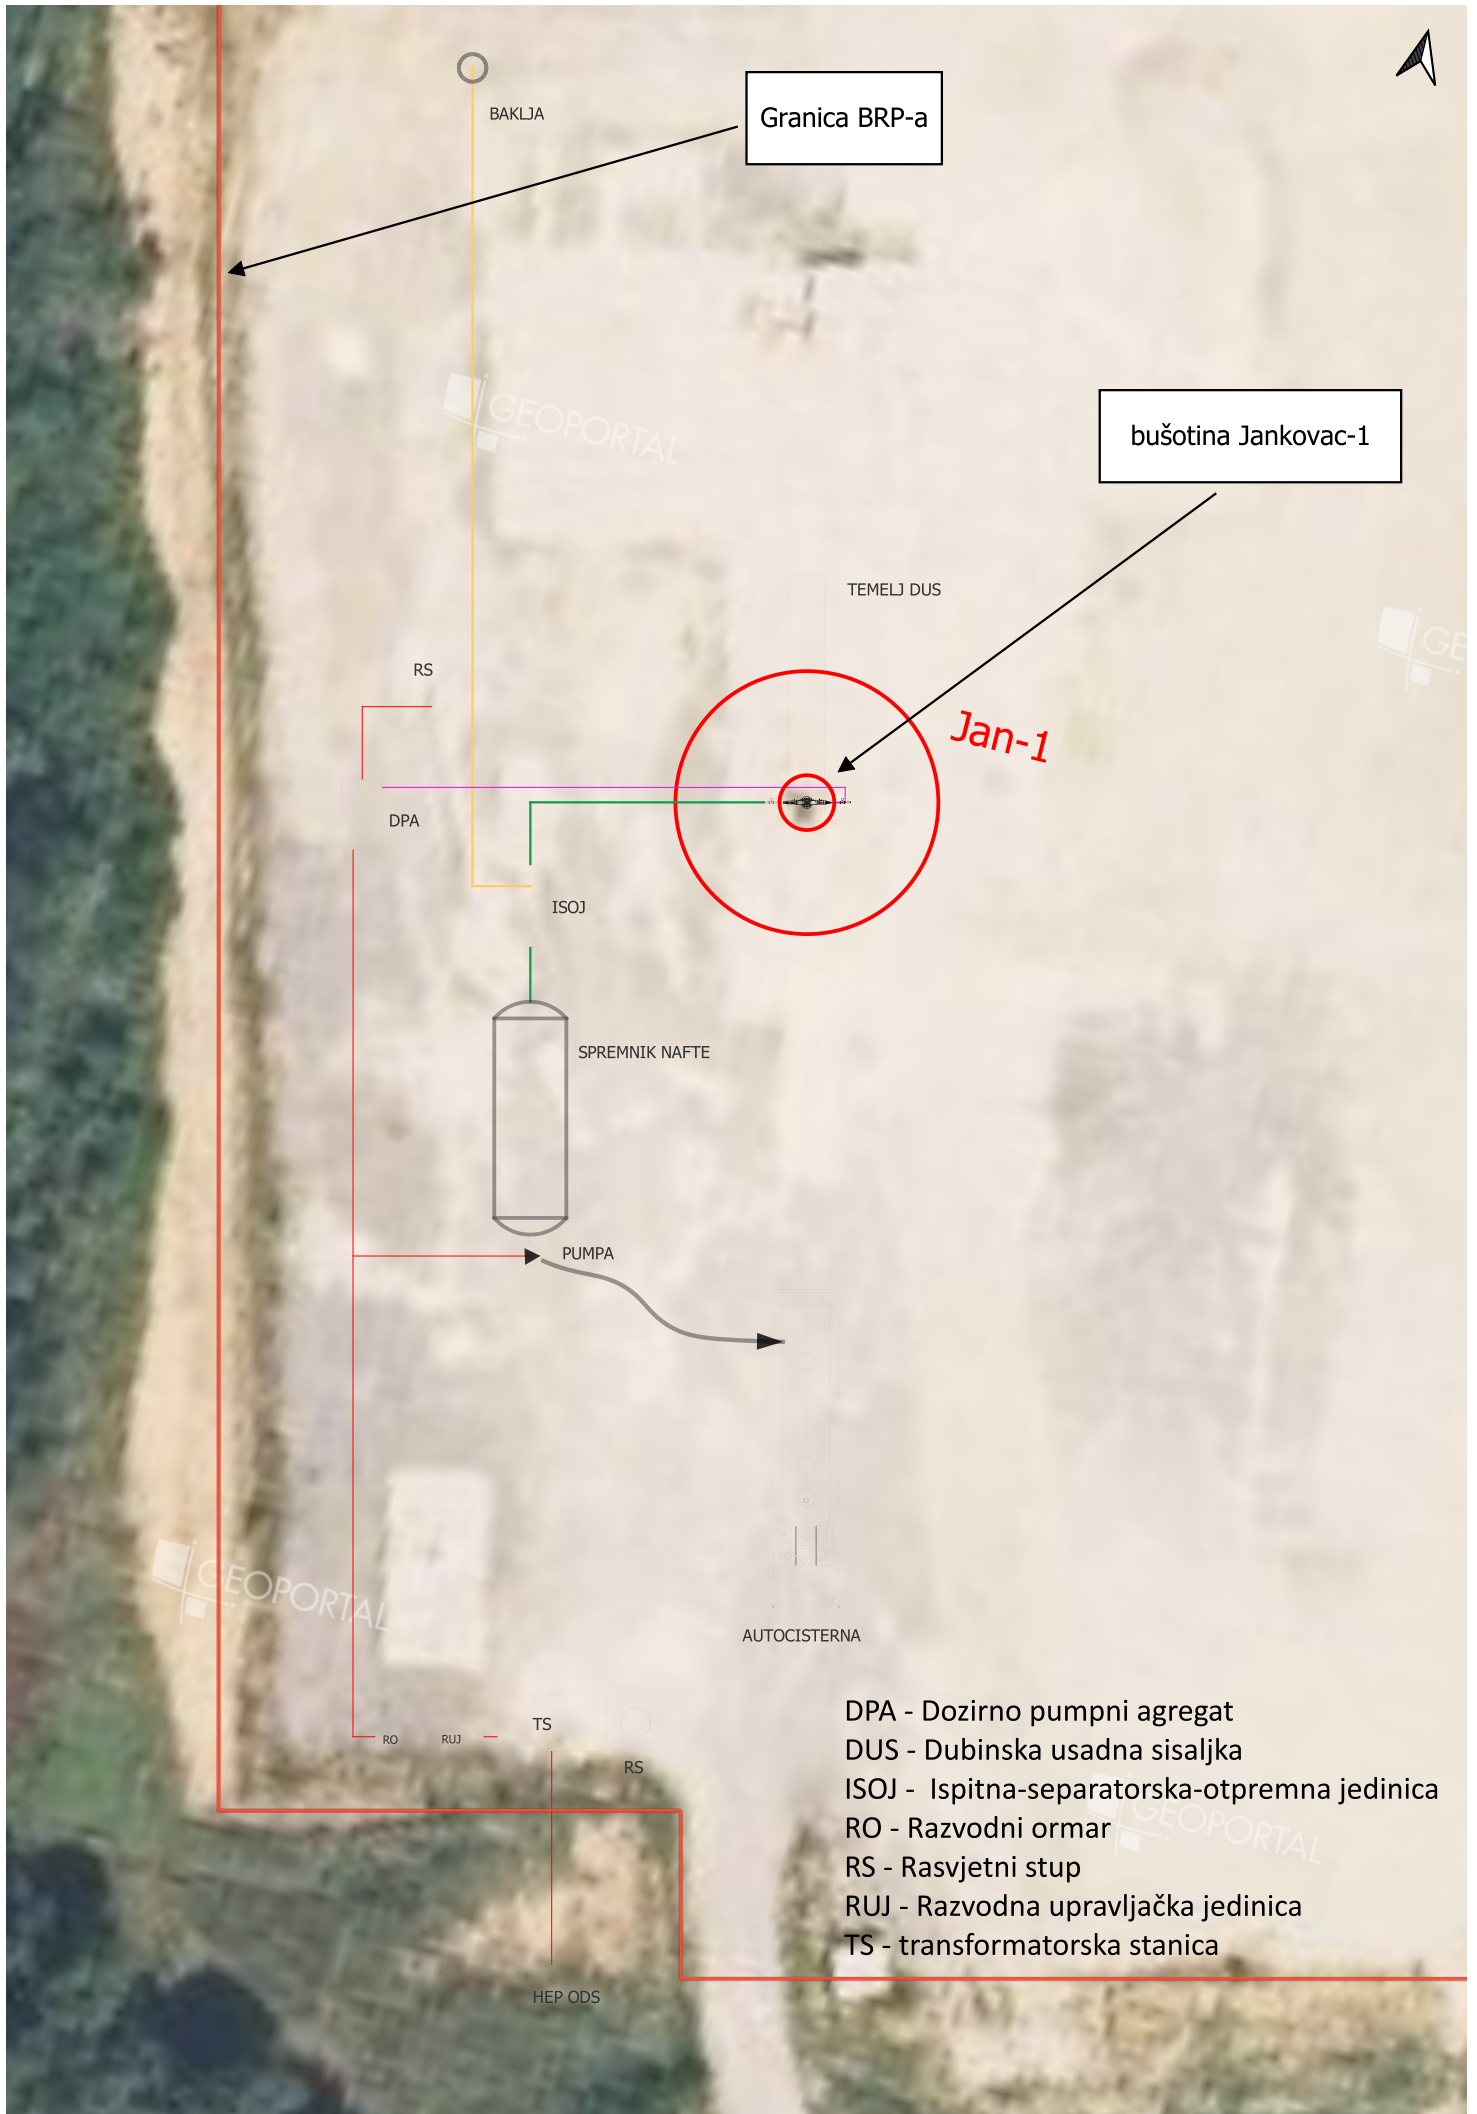 BAKLJA
Granica BRP-a
GEOPORTAL
bušotina Jankovac-1
TEMELJ DUS
GE
RS
Jan-1
DPA
ISOJ
SPREMNIK NAFTE
PUMPA
GEOPORTAL
AUTOCISTERNA
RO
RUJ
TS
RS
DPA - Dozirno pumpni agregat
DUS - Dubinska usadna sisaljka
ISOJ - Ispitna-separatorska-otpremna jedinica
GEOPORTAL
RO - Razvodni ormar
RS - Rasvjetni stup
RUJ - Razvodna upravljačka jedinica
TS - transformatorska stanica
HEP ODS